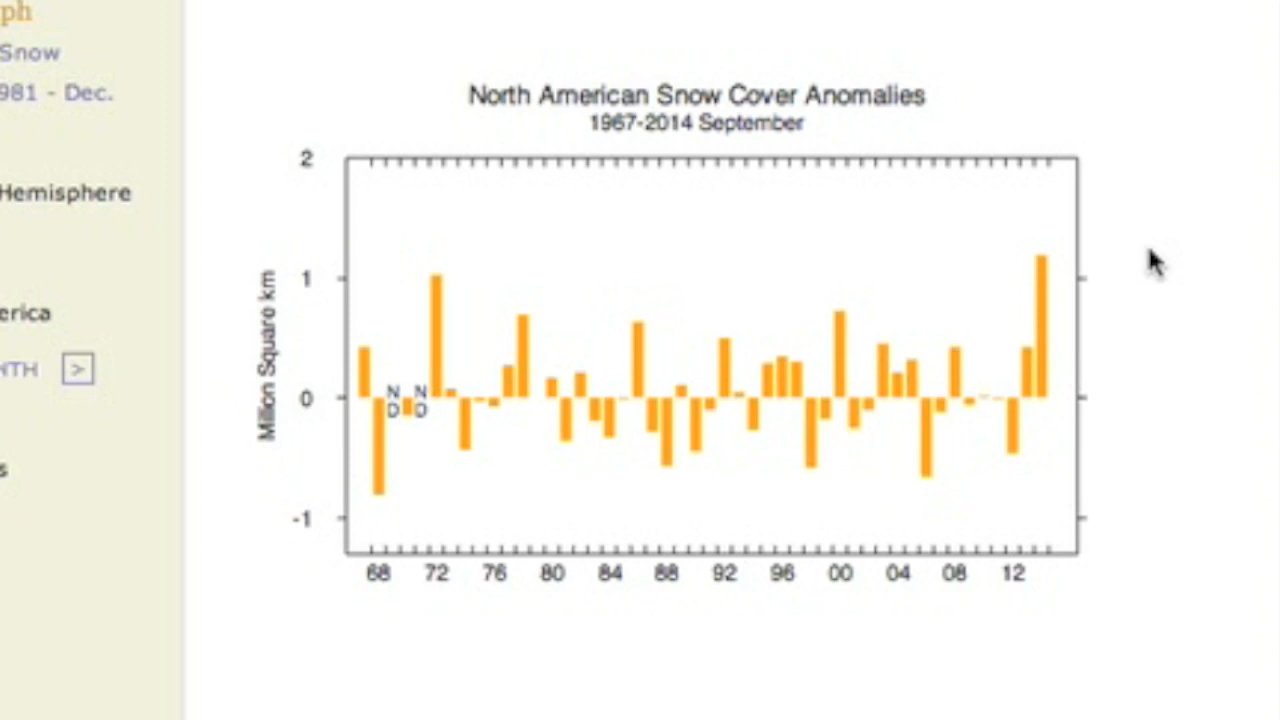 ph
Snow
981 - Dec.
Hemisphere
erica
NTH >
s
North American Snow Cover Anomalies
1967-2014 September
Million Square km
2
1
0
-1
N D
N D
68 72 76 80 84 88 92 96 00 04 08 12